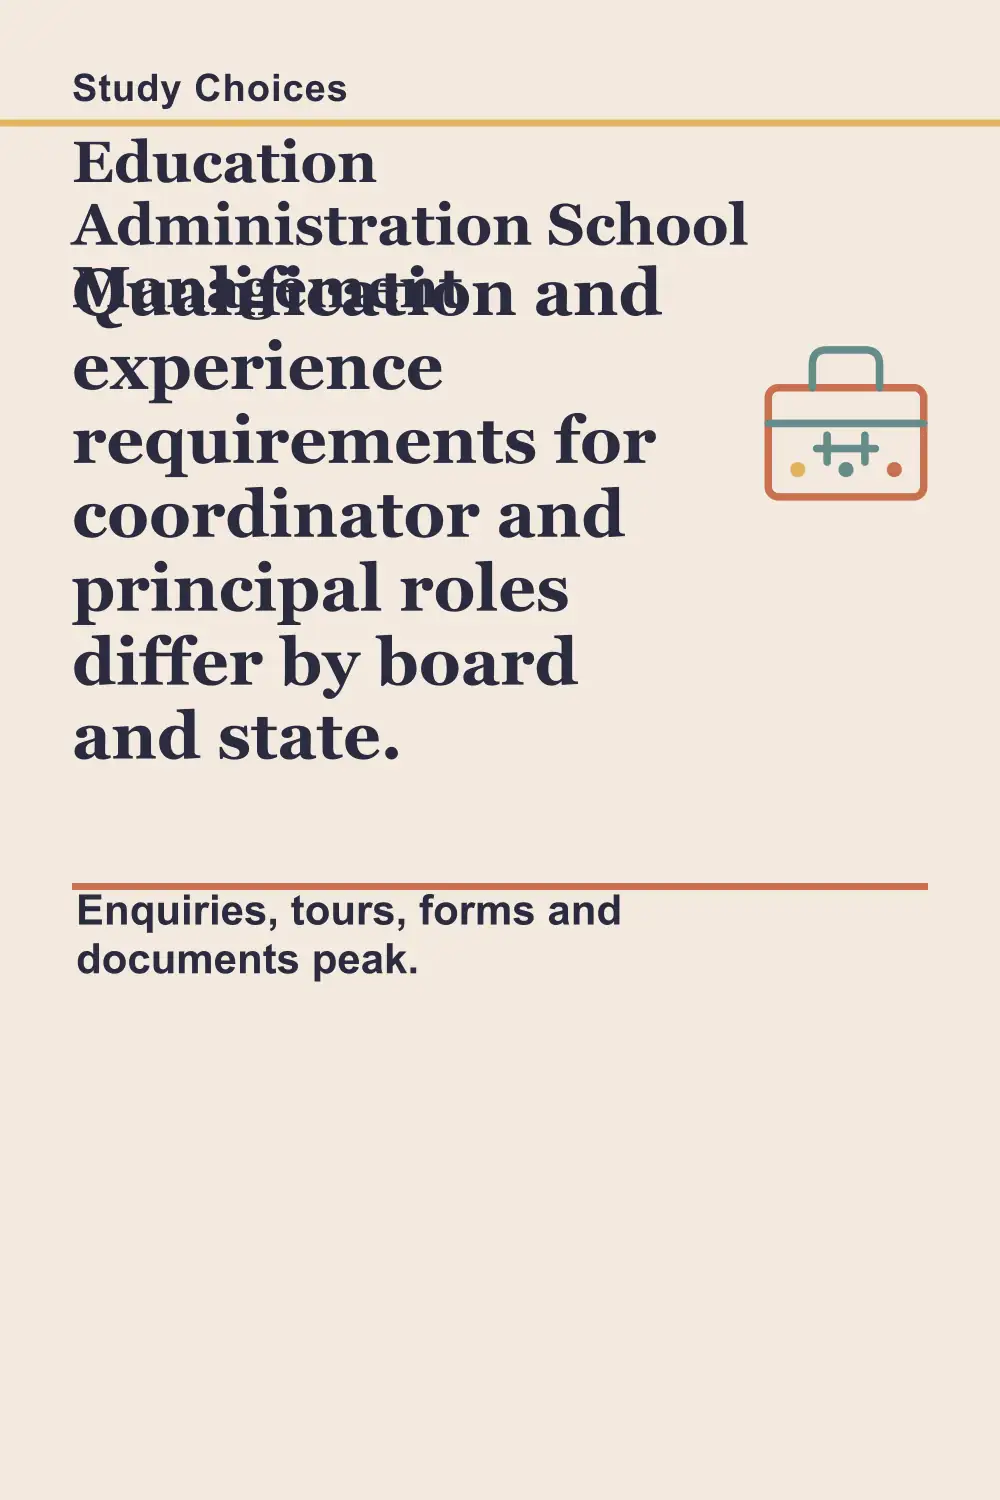 Study Choices
Education
Administration School
Management
Qualification and
experience
requirements for
coordinator and
principal roles
differ by board
and state.
Enquiries, tours, forms and
documents peak.